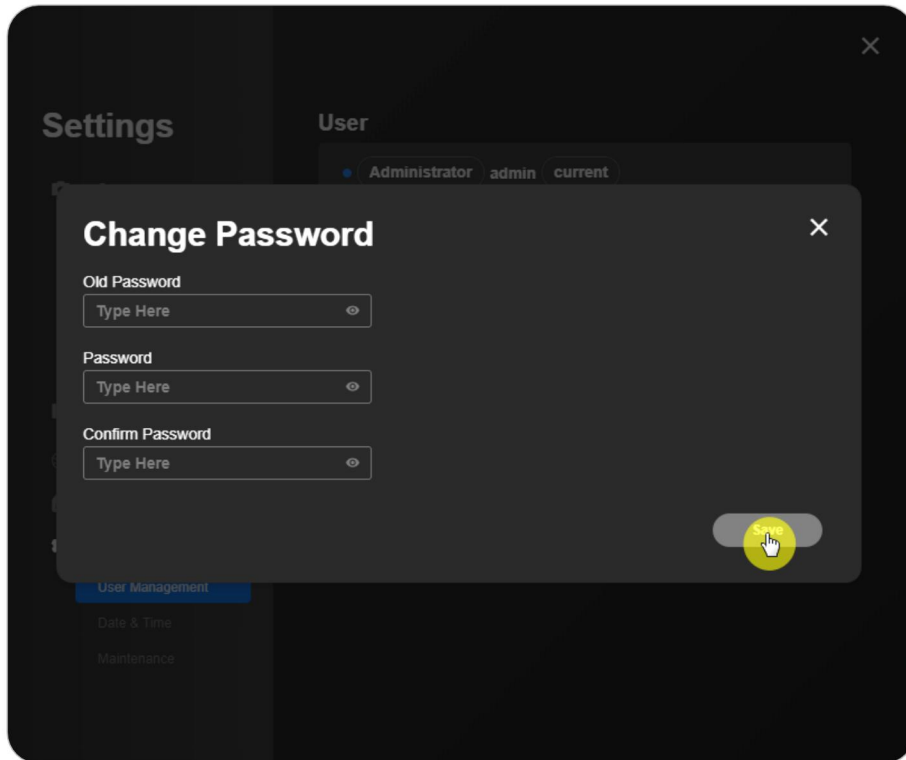 Settings
User
Administrator admin current
Change Password
Old Password
Type Here
Password
Type Here
Confirm Password
Type Here
Save
User Management
Date & Time
Maintenance